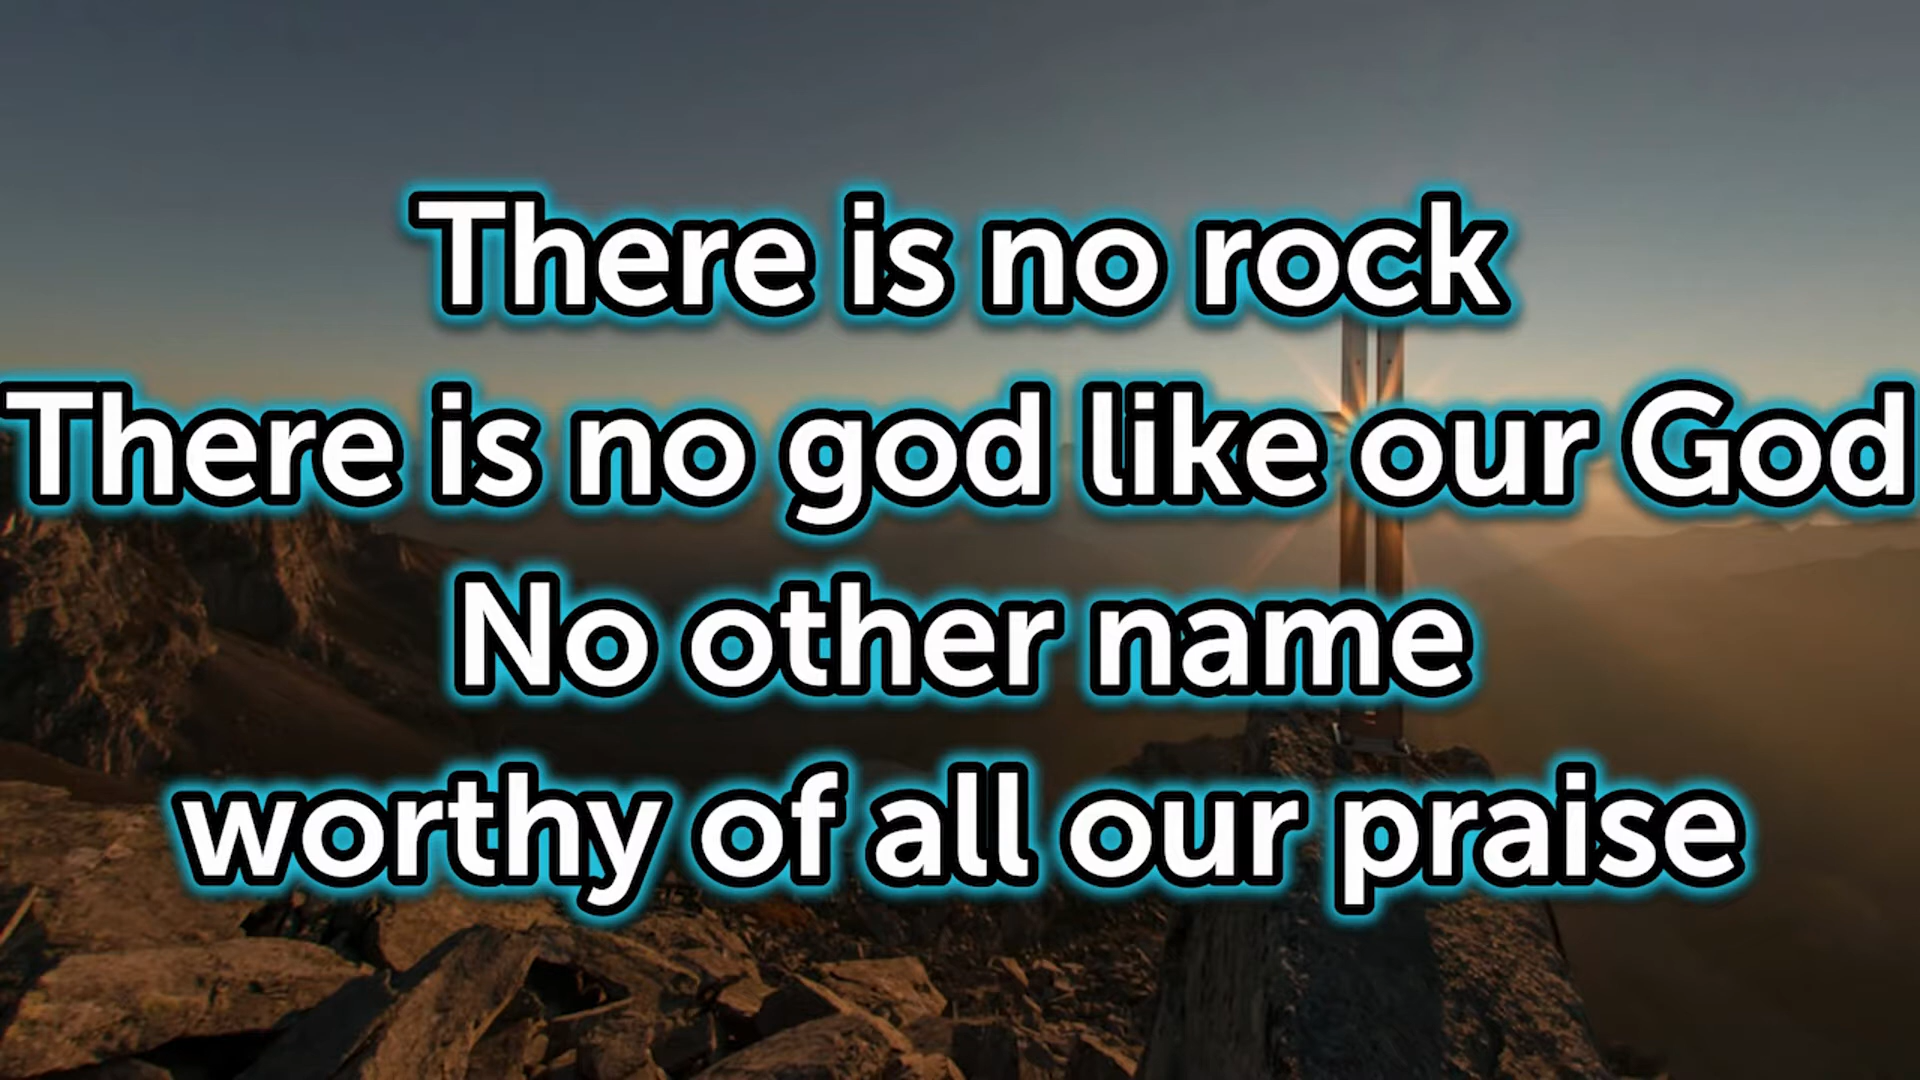 There is no rock
There is no god like our God
No other name
worthy of all our praise